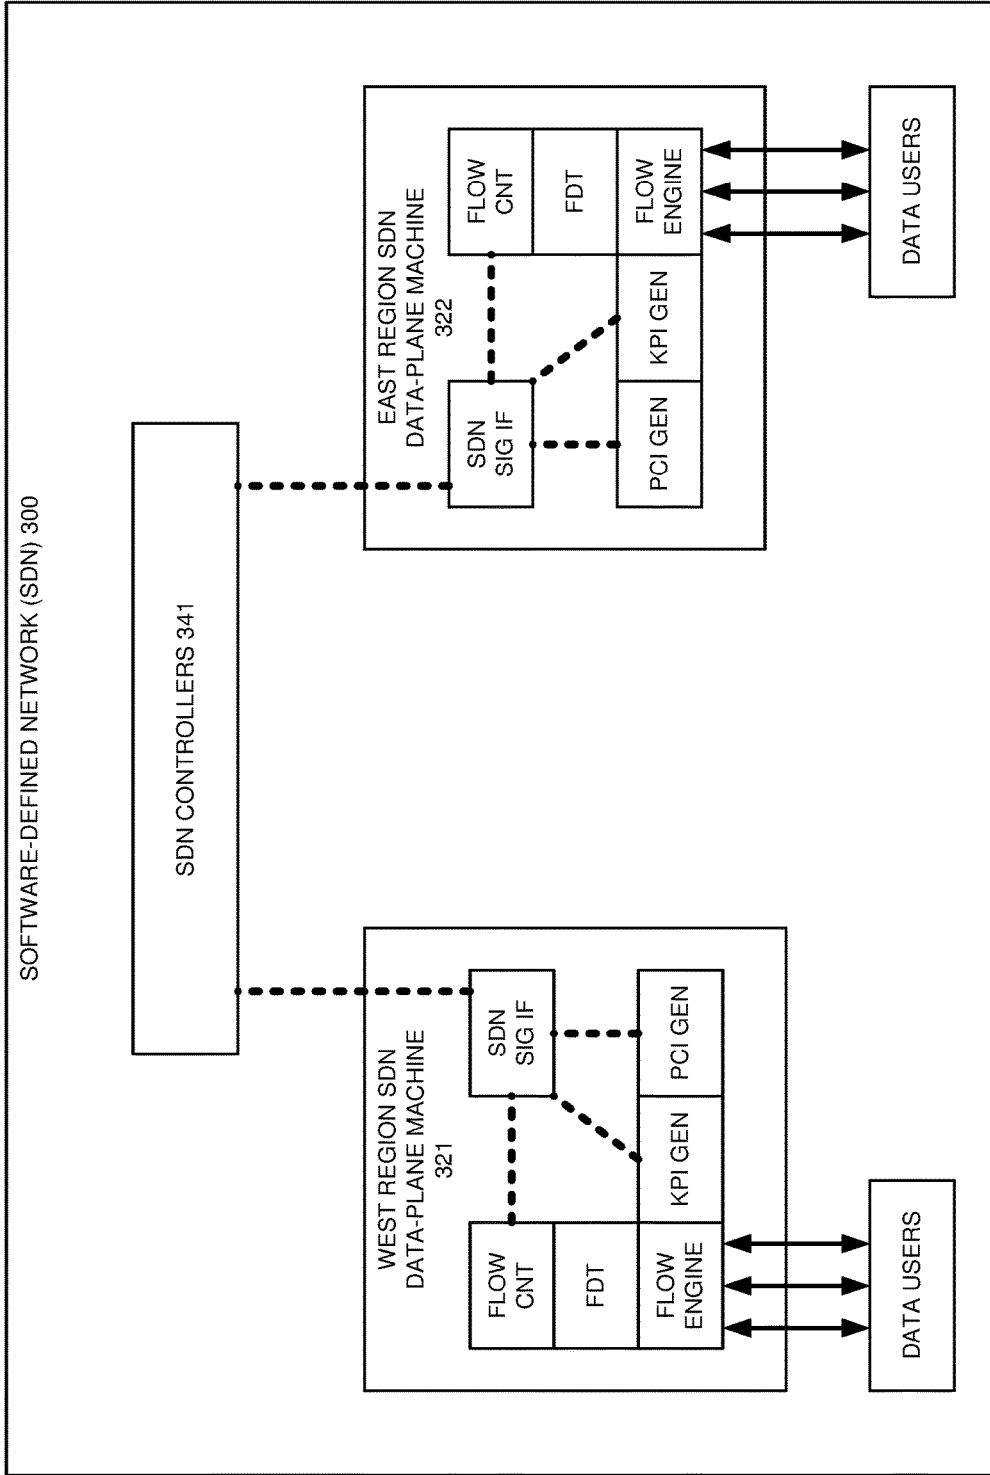 SOFTWARE-DEFINED NETWORK (SDN) 300
SDN CONTROLLERS 341
WEST REGION SDN
DATA-PLANE MACHINE
321
FLOW
CNT
SDN
SIG IF
FDT
FLOW
ENGINE
KPI GEN
PCI GEN
DATA USERS
EAST REGION SDN
DATA-PLANE MACHINE
322
SDN
SIG IF
FLOW
CNT
FDT
PCI GEN
KPI GEN
FLOW
ENGINE
DATA USERS